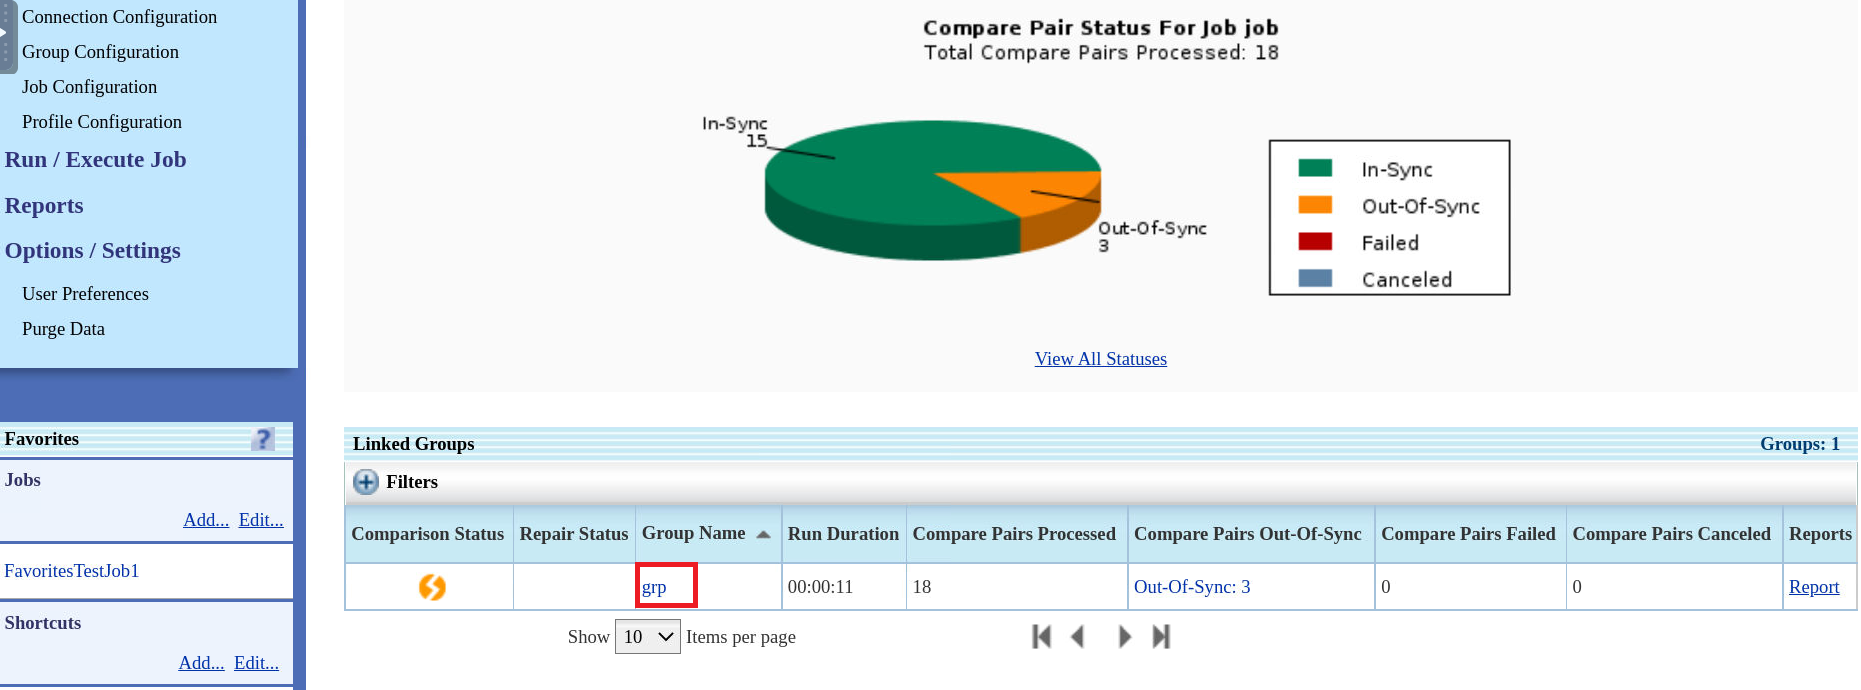 Connection Configuration
Group Configuration
Job Configuration
Profile Configuration
Run / Execute Job
Reports
Options / Settings
User Preferences
Purge Data
Favorites ?
Jobs
Add... Edit...
FavoritesTestJob1
Shortcuts
Add... Edit...
Compare Pair Status For Job job
Total Compare Pairs Processed: 18
In-Sync
15
Out-Of-Sync
3
In-Sync
Out-Of-Sync
Failed
Canceled
View All Statuses
Linked Groups Groups: 1
Filters
Comparison Status Repair Status Group Name Run Duration Compare Pairs Processed Compare Pairs Out-Of-Sync Compare Pairs Failed Compare Pairs Canceled Reports
grp 00:00:11 18 Out-Of-Sync: 3 0 0 Report
Show 10 Items per page